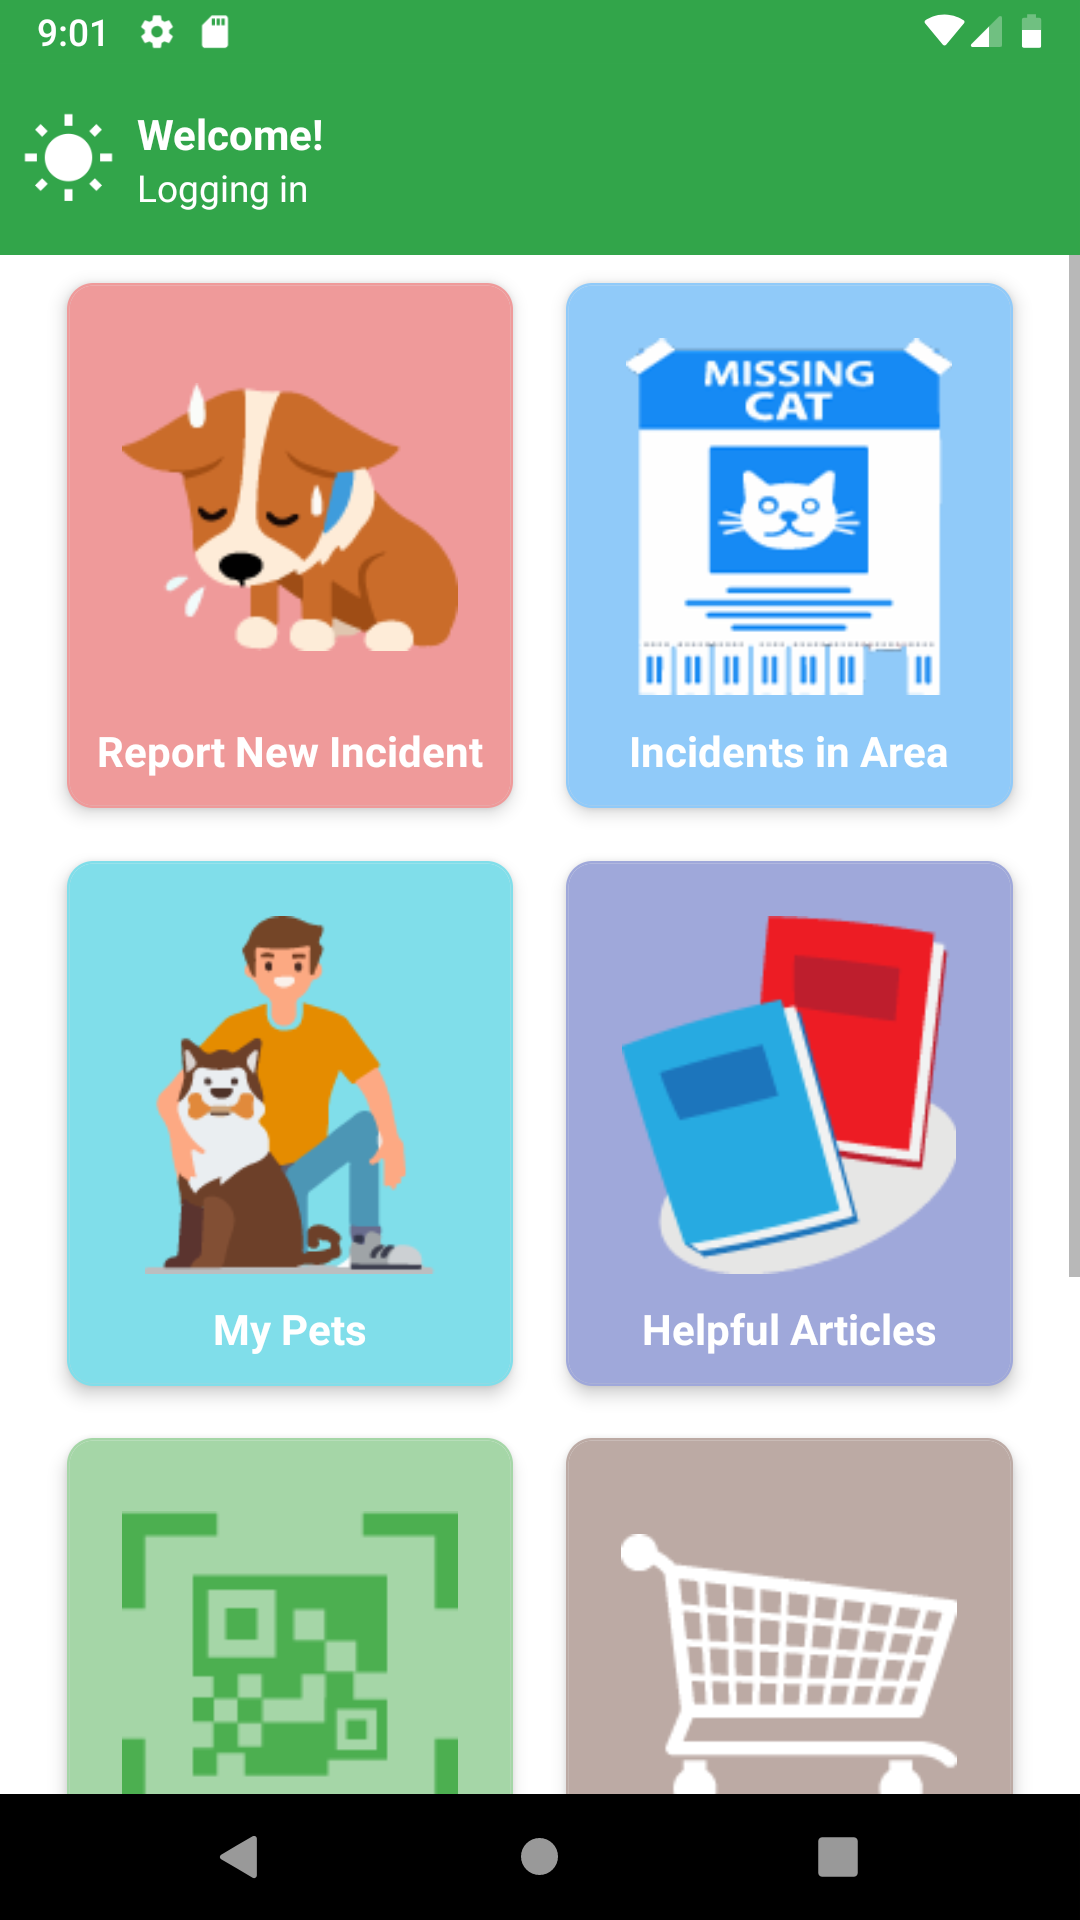 9:01
Welcome!
Logging in
MISSING
CAT
Report New Incident
Incidents in Area
My Pets
Helpful Articles